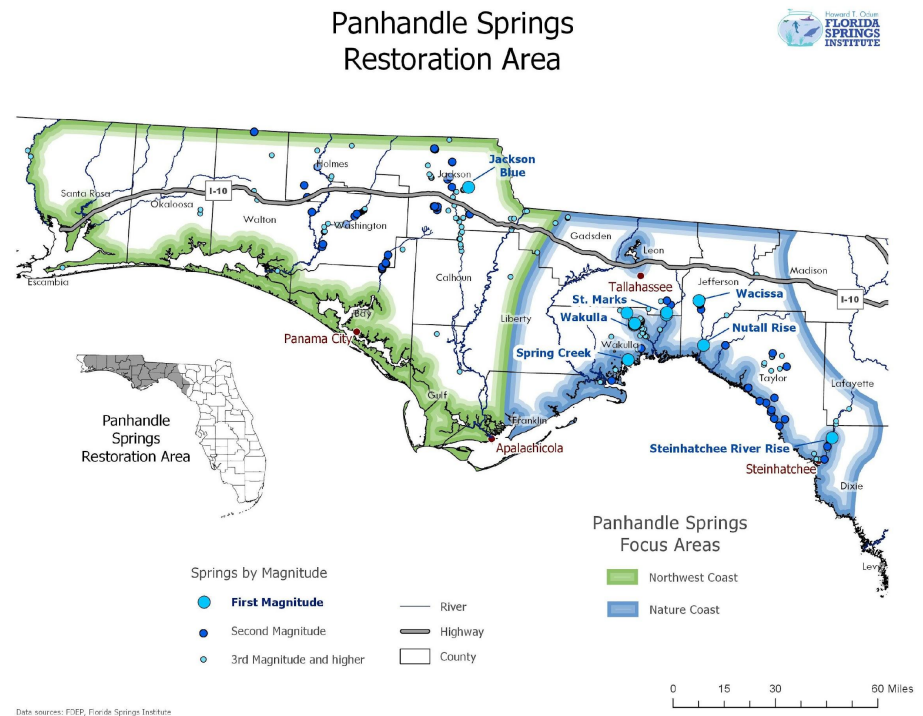 Panhandle Springs
Restoration Area
Howard T. Odum
FLORIDA
SPRINGS
INSTITUTE
Jackson
Blue
Holmes
Jackson
Santa Rosa
I-10
Okaloosa
Walton
Washington
Gadsden
Leon
Escambia
Calhoun
Madison
Tallahassee
Jefferson
St. Marks
Wacissa
I-10
Bay
Liberty
Wakulla
Nutall Rise
Panama City
Wakulla
Spring Creek
Taylor
Lafayette
Gulf
Franklin
Apalachicola
Steinhatchee River Rise
Steinhatchee
Dixie
Levy
Panhandle
Springs
Restoration Area
Panhandle Springs
Focus Areas
Northwest Coast
Nature Coast
Springs by Magnitude
First Magnitude
Second Magnitude
3rd Magnitude and higher
River
Highway
County
0 15 30 60 Miles
Data sources: FDEP, Florida Springs Institute